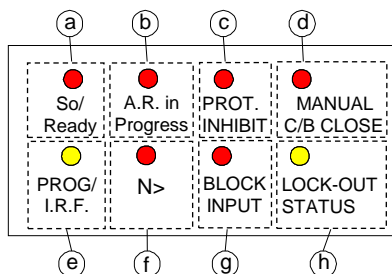 a b c d
So/ A.R. in PROT. MANUAL
Ready Progress INHIBIT C/B CLOSE
PROG/ N> BLOCK LOCK-OUT
I.R.F. INPUT STATUS
e f g h